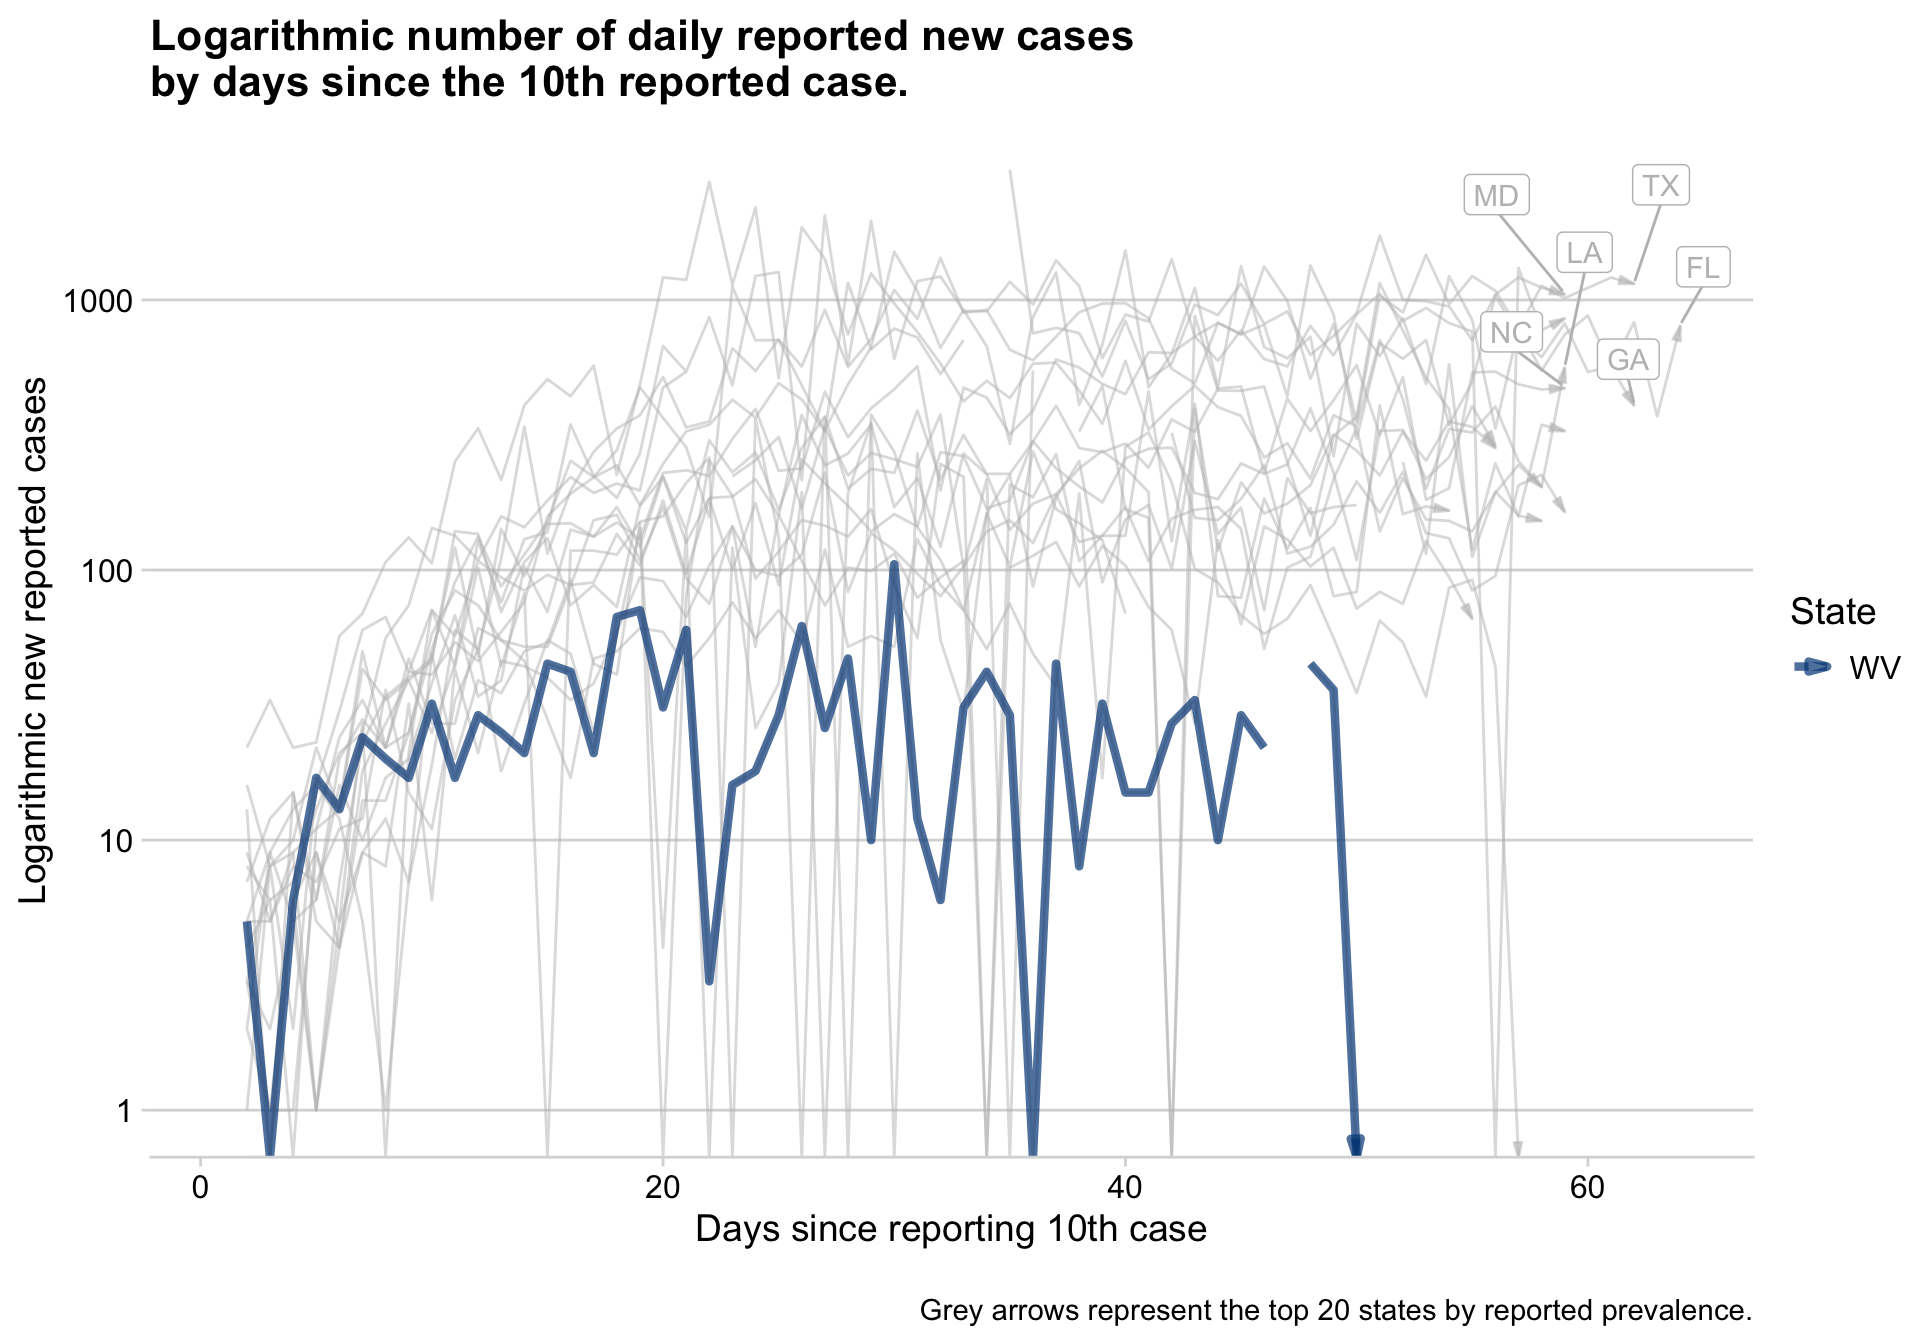 Logarithmic number of daily reported new cases
by days since the 10th reported case.
MD
TX
LA
FL
NC
GA
1000
100
10
1
Logarithmic new reported cases
State
WV
0
20
40
60
Days since reporting 10th case
Grey arrows represent the top 20 states by reported prevalence.